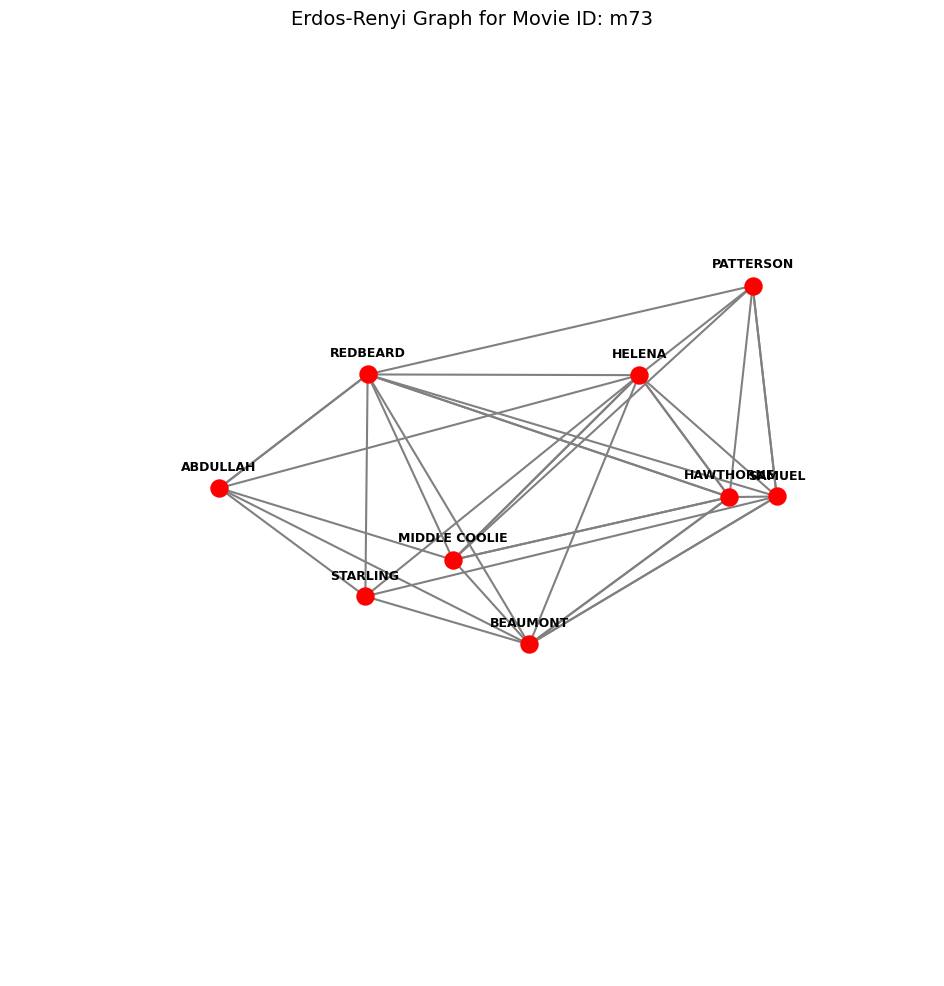 Erdos-Renyi Graph for Movie ID: m73
PATTERSON
REDBEARD
HELENA
ABDULLAH
HAWTHORNE
SAMUEL
MIDDLE COOLIE
STARLING
BEAUMONT